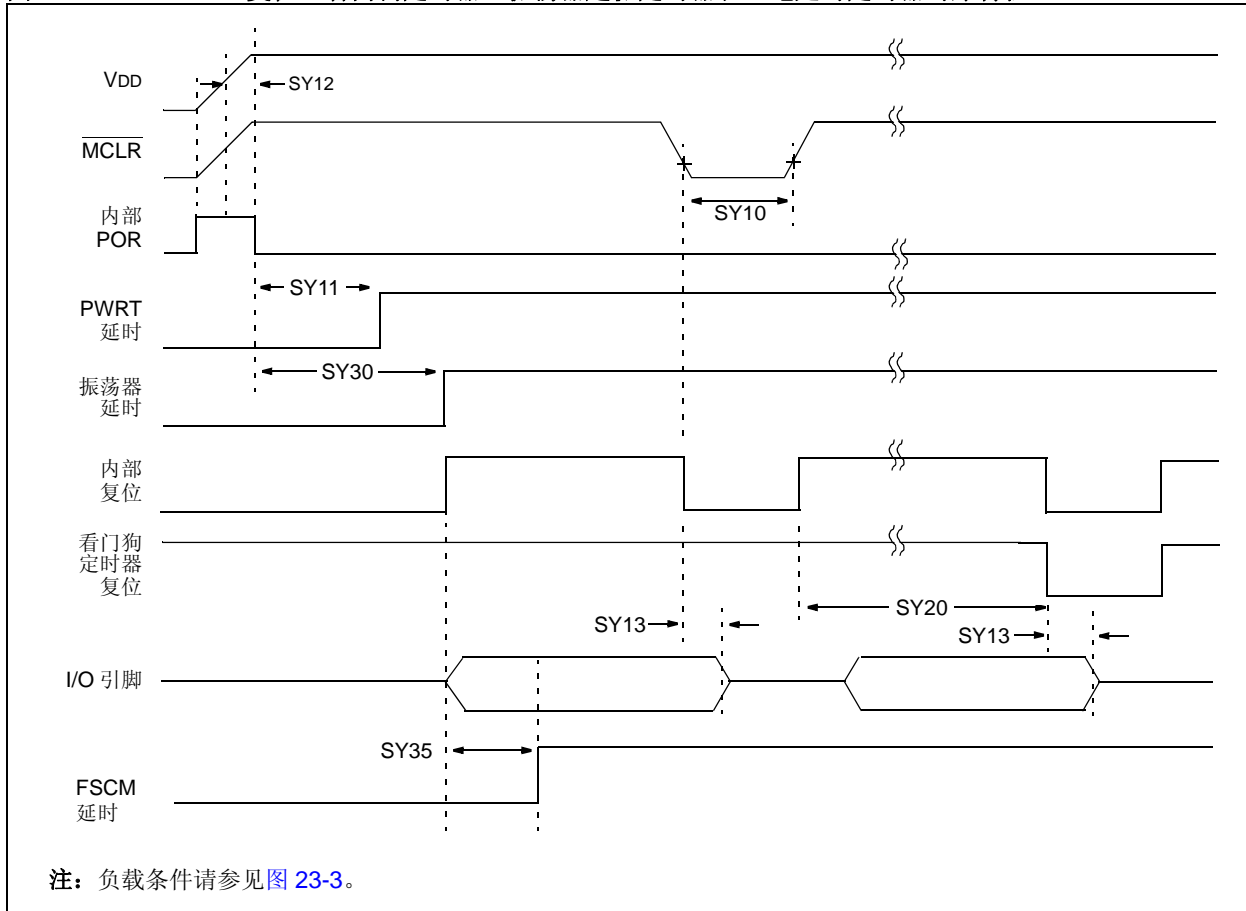 VDD
SY12
MCLR
SY10
内部
POR
SY11
PWRT
延时
SY30
振荡器
延时
内部
复位
看门狗
定时器
复位
SY20
SY13
SY13
I/O 引脚
SY35
FSCM
延时
注：负载条件请参见图 23-3。